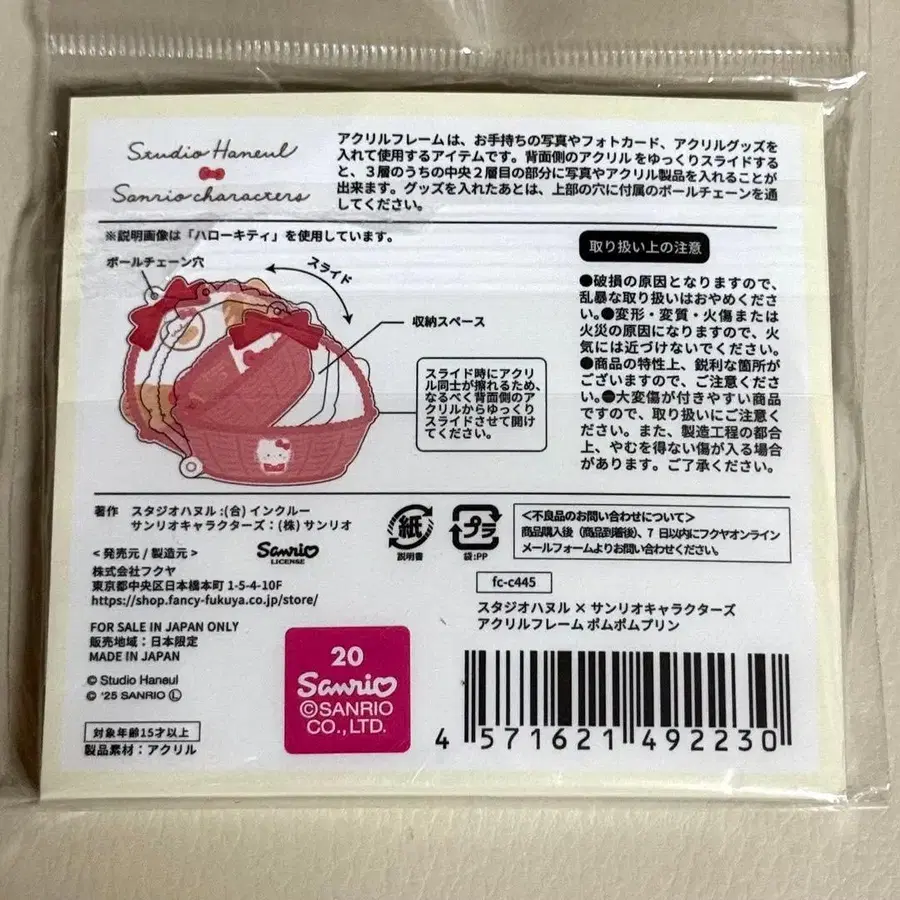 Studio Haneul
Sanrio characters
アクリルフレームは、お手持ちの写真やフォトカード、アクリルグッズを
入れて使用するアイテムです。背面側のアクリルをゆっくりスライドする
と、３層のうちの中央２層目の部分に写真やアクリル製品を入れることが
出来ます。グッズを入れたあとは、上部の穴に付属のボールチェーンを通
してください。
※説明画像は「ハローキティ」を使用しています。
ボールチェーン穴
スライド
収納スペース
スライド時にアクリ
ル同士が擦れるため、
なるべく背面側のア
クリルからゆっくり
スライドさせて開け
てください。
取り扱い上の注意
●破損の原因となりますので、
乱暴な取り扱いはおやめくださ
い。●変形・変質・火傷または
火災の原因になりますので、火
気には近づけないでください。
●商品の特性上、鋭利な箇所が
ございますので、ご注意くださ
い。●大変傷が付きやすい商品
ですので、取り扱いにご注意く
ださい。また、製造工程の都合
上、やむを得ない傷が入る場合
があります。ご了承ください。
著作 スタジオハヌル:(合)インクルー
サンリオキャラクターズ：(株)サンリオ
＜発売元/製造元＞
Sanrio
LICENSE
株式会社フクヤ
東京都中央区日本橋本町 1-5-4-10F
https://shop.fancy-fukuya.co.jp/store/
FOR SALE IN JAPAN ONLY
販売地域：日本限定
MADE IN JAPAN
© Studio Haneul
© '25 SANRIO Ⓛ
対象年齢15才以上
製品素材：アクリル
20
Sanrio
©SANRIO
CO.,LTD.
紙
説明書
プラ
袋:PP
＜不良品のお問い合わせについて＞
商品購入後（商品到着後）、７日以内にフクヤオンライン
メールフォームよりお問い合わせください。
fc-c445
スタジオハヌル × サンリオキャラクターズ
アクリルフレーム ポムポムプリン
4 571621 492230